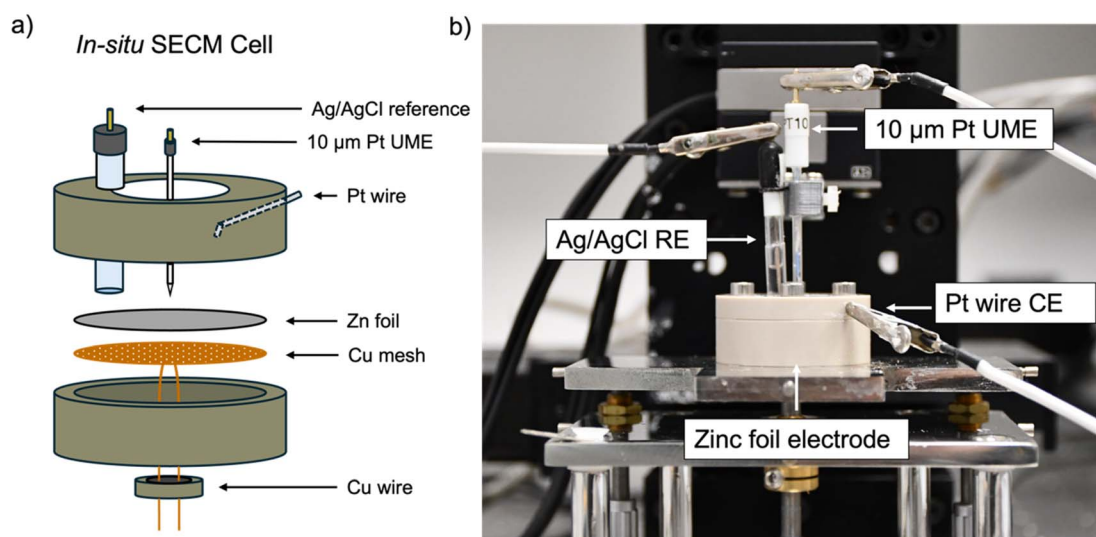 a)
In-situ SECM Cell
Ag/AgCl reference
10 µm Pt UME
Pt wire
Zn foil
Cu mesh
Cu wire
b)
PT10
10 µm Pt UME
Ag/AgCl RE
Pt wire CE
Zinc foil electrode